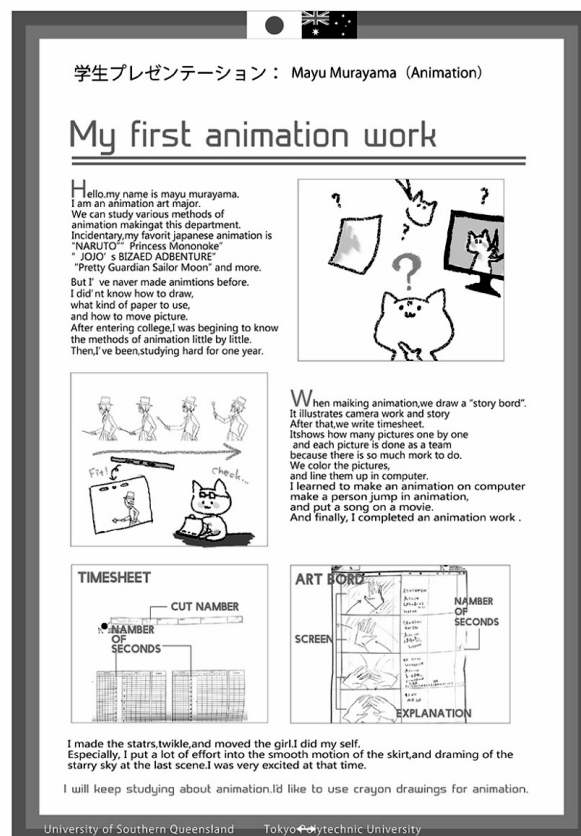 学生プレゼンテーション： Mayu Murayama（Animation）
My first animation work
Hello.my name is mayu murayama.
I am an animation art major.
We can study various methods of
animation makingat this department.
Incidentary,my favorit japanese animation is
“NARUTO”“ Princess Mononoke”
“ JOJO’ s BIZAED ADBENTURE”
“Pretty Guardian Sailor Moon” and more.
But I’ ve naver made animtions before.
I did'nt know how to draw,
what kind of paper to use,
and how to move picture.
After entering college,I was begining to know
the methods of animation little by little.
Then,I've been,studying hard for one year.
?
?
?
?
Fit!
check...
When maiking animation,we draw a “story bord”.
It illustrates camera work and story
After that,we write timesheet.
Itshows how many pictures one by one
and each picture is done as a team
because there is so much mork to do.
We color the pictures,
and line them up in computer.
I learned to make an animation on computer
make a person jump in animation,
and put a song on a movie.
And finally, I completed an animation work .
TIMESHEET
CUT NAMBER
NAMBER
OF
SECONDS
ART BORD
SCREEN
NAMBER
OF
SECONDS
EXPLANATION
I made the statrs,twikle,and moved the girl.I did my self.
Especially, I put a lot of effort into the smooth motion of the skirt,and draming of the
starry sky at the last scene.I was very excited at that time.
I will keep studying about animation.I'd like to use crayon drawings for animation.
University of Southern Queensland
Tokyo Polytechnic University